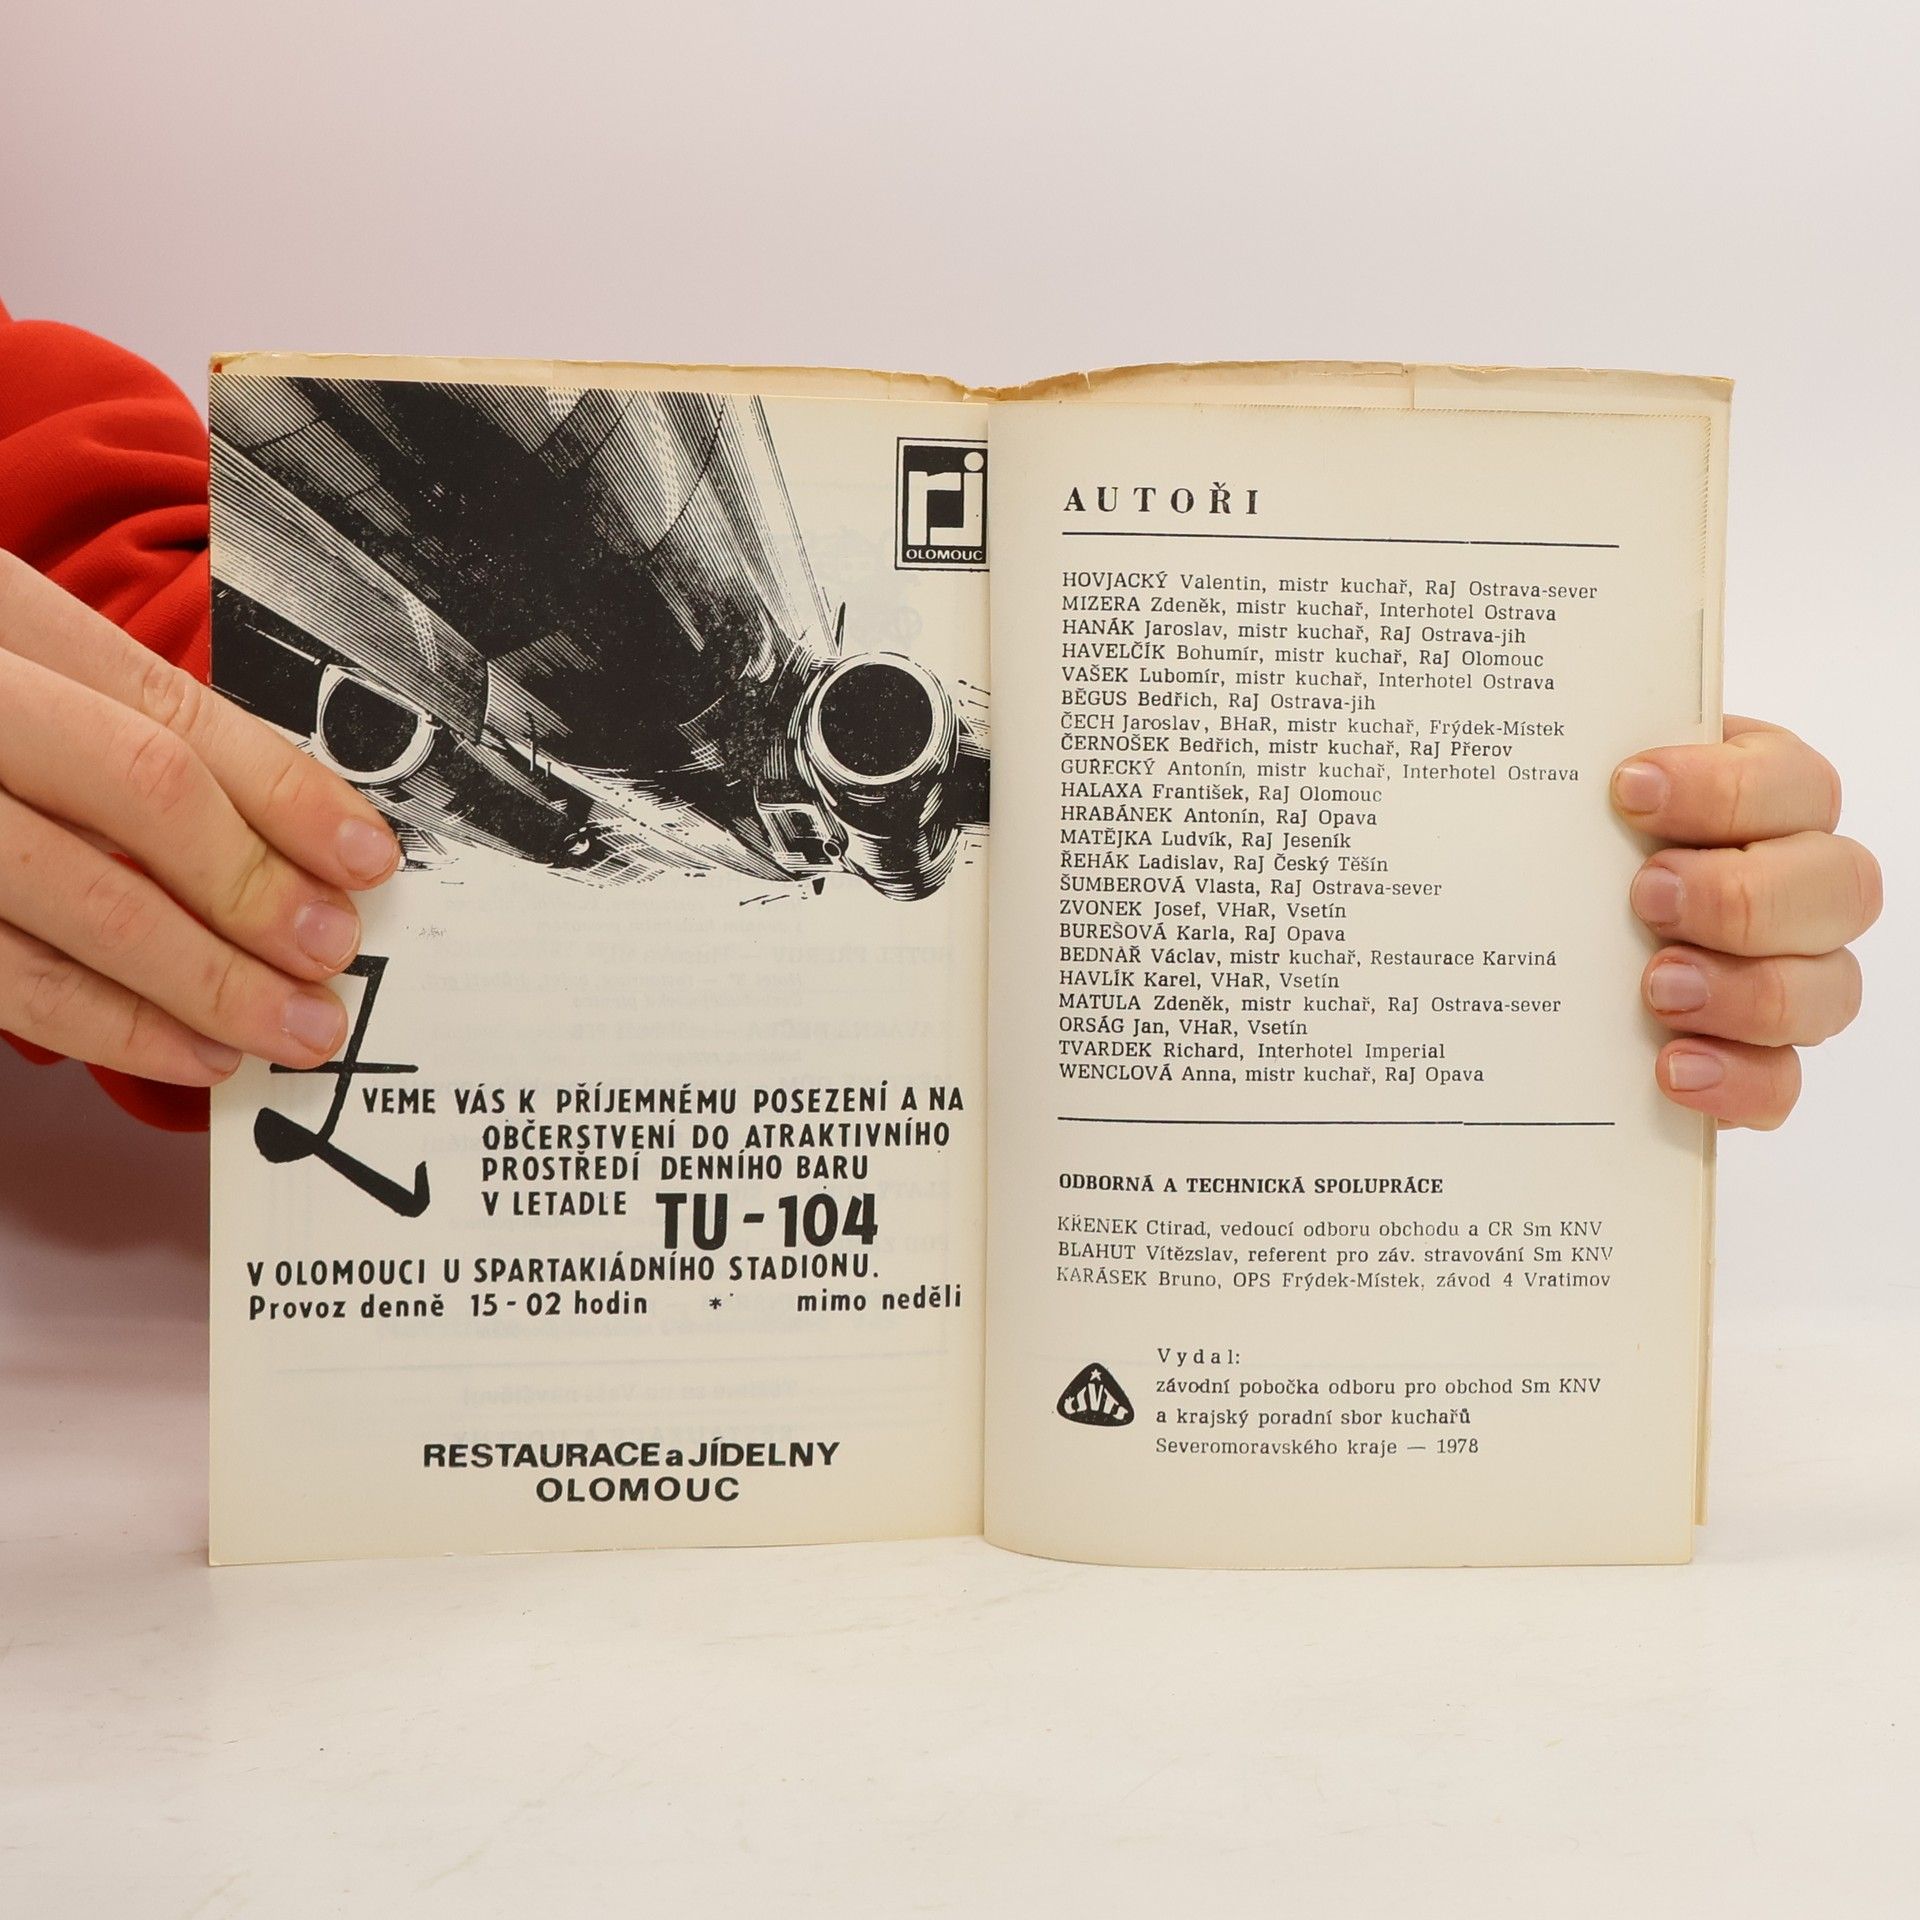 rj
OLOMOUC
ZVEME VÁS K PŘÍJEMNÉMU POSEZENÍ A NA
OBČERSTVENÍ DO ATRAKTIVNÍHO
PROSTŘEDÍ DENNÍHO BARU
V LETADLE TU-104
V OLOMOUCI U SPARTAKIÁDNÍHO STADIONU.
Provoz denně 15-02 hodin * mimo neděli
RESTAURACE a JÍDELNY
OLOMOUC
AUTOŘI
HOVJACKÝ Valentin, mistr kuchař, RaJ Ostrava-sever
MIZERA Zdeněk, mistr kuchař, Interhotel Ostrava
HANÁK Jaroslav, mistr kuchař, RaJ Ostrava-jih
HAVELČÍK Bohumír, mistr kuchař, RaJ Olomouc
VAŠEK Lubomír, mistr kuchař, Interhotel Ostrava
BĚGUS Bedřich, RaJ Ostrava-jih
ČECH Jaroslav, BHaR, mistr kuchař, Frýdek-Místek
ČERNOŠEK Bedřich, mistr kuchař, RaJ Přerov
GUŘECKÝ Antonín, mistr kuchař, Interhotel Ostrava
HALAXA František, RaJ Olomouc
HRABÁNEK Antonín, RaJ Opava
MATĚJKA Ludvík, RaJ Jeseník
ŘEHÁK Ladislav, RaJ Český Těšín
ŠUMBEROVÁ Vlasta, RaJ Ostrava-sever
ZVONEK Josef, VHaR, Vsetín
BUREŠOVÁ Karla, RaJ Opava
BEDNÁŘ Václav, mistr kuchař, Restaurace Karviná
HAVLÍK Karel, VHaR, Vsetín
MATULA Zdeněk, mistr kuchař, RaJ Ostrava-sever
ORSÁG Jan, VHaR, Vsetín
TVARDEK Richard, Interhotel Imperial
WENCLOVÁ Anna, mistr kuchař, RaJ Opava
ODBORNÁ A TECHNICKÁ SPOLUPRÁCE
KŘENEK Ctirad, vedoucí odboru obchodu a CR Sm KNV
BLAHUT Vítězslav, referent pro záv. stravování Sm KNV
KARÁSEK Bruno, OPS Frýdek-Místek, závod 4 Vratimov
ČSVTS
Vydal:
závodní pobočka odboru pro obchod Sm KNV
a krajský poradní sbor kuchařů
Severomoravského kraje — 1978